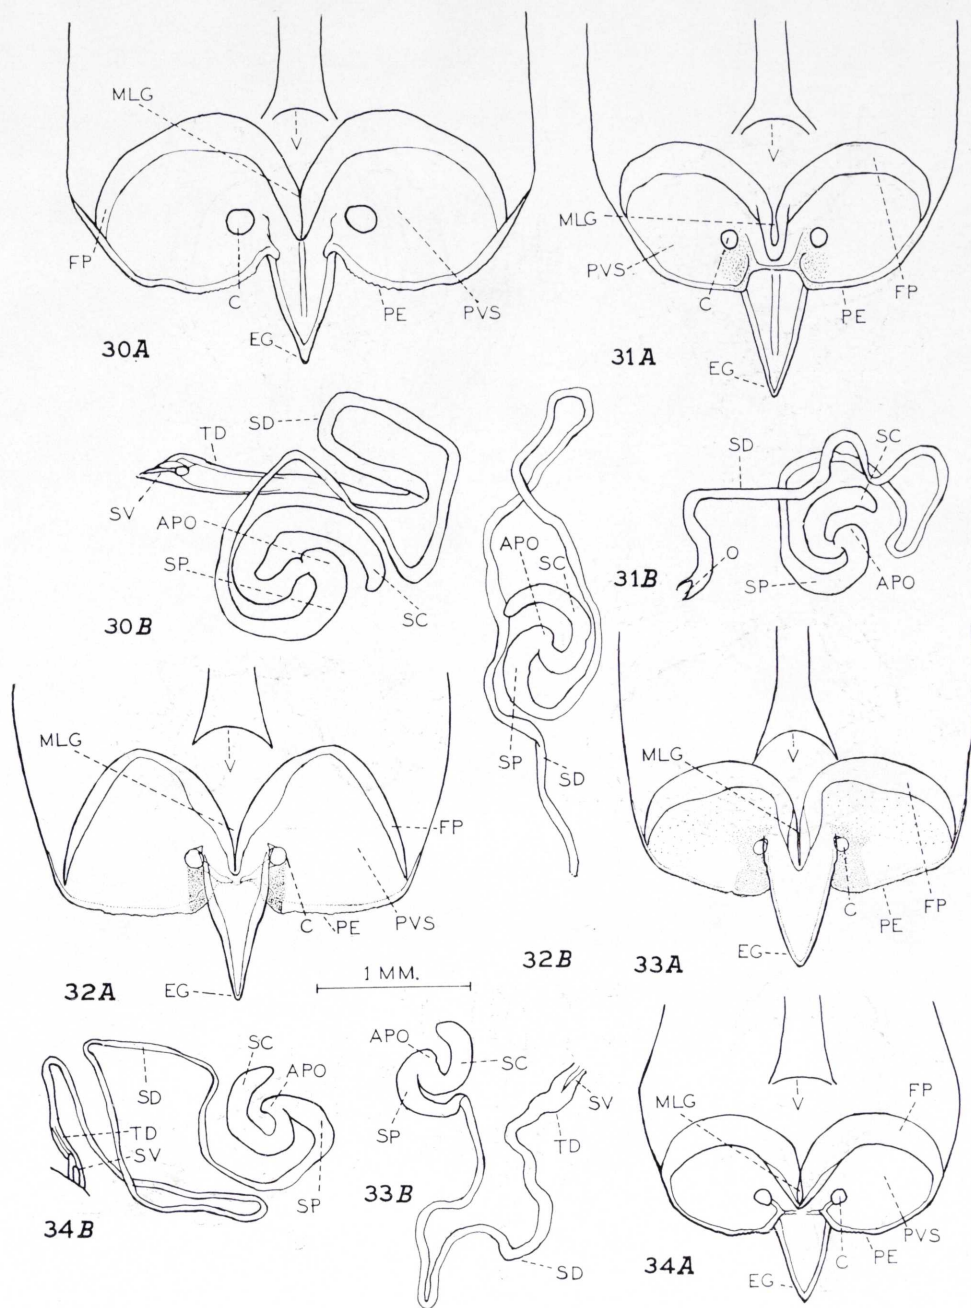 MLG
FP
C
EG
PE
PVS
30A
MLG
PVS
C
EG
PE
FP
31A
TD
SD
SV
APO
SP
SC
30B
APO
SC
SP
SD
32B
SD
SC
O
SP
APO
31B
MLG
FP
C
PE
PVS
EG
32A
1 MM.
MLG
C
PE
FP
EG
33A
SC
APO
SD
TD
SV
SP
34B
APO
SC
SP
SV
TD
SD
33B
MLG
FP
PVS
C
PE
EG
34A